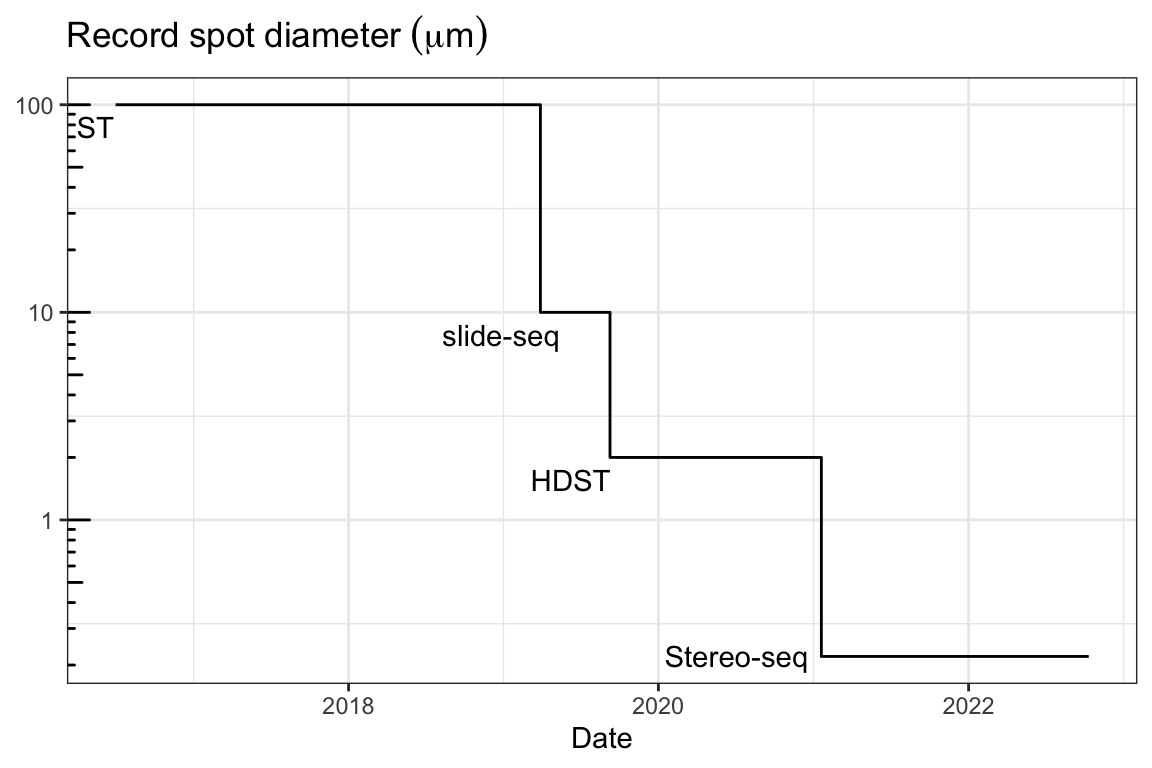 Record spot diameter (μm)
100
ST
10
slide-seq
HDST
1
Stereo-seq
2018 2020 2022
Date